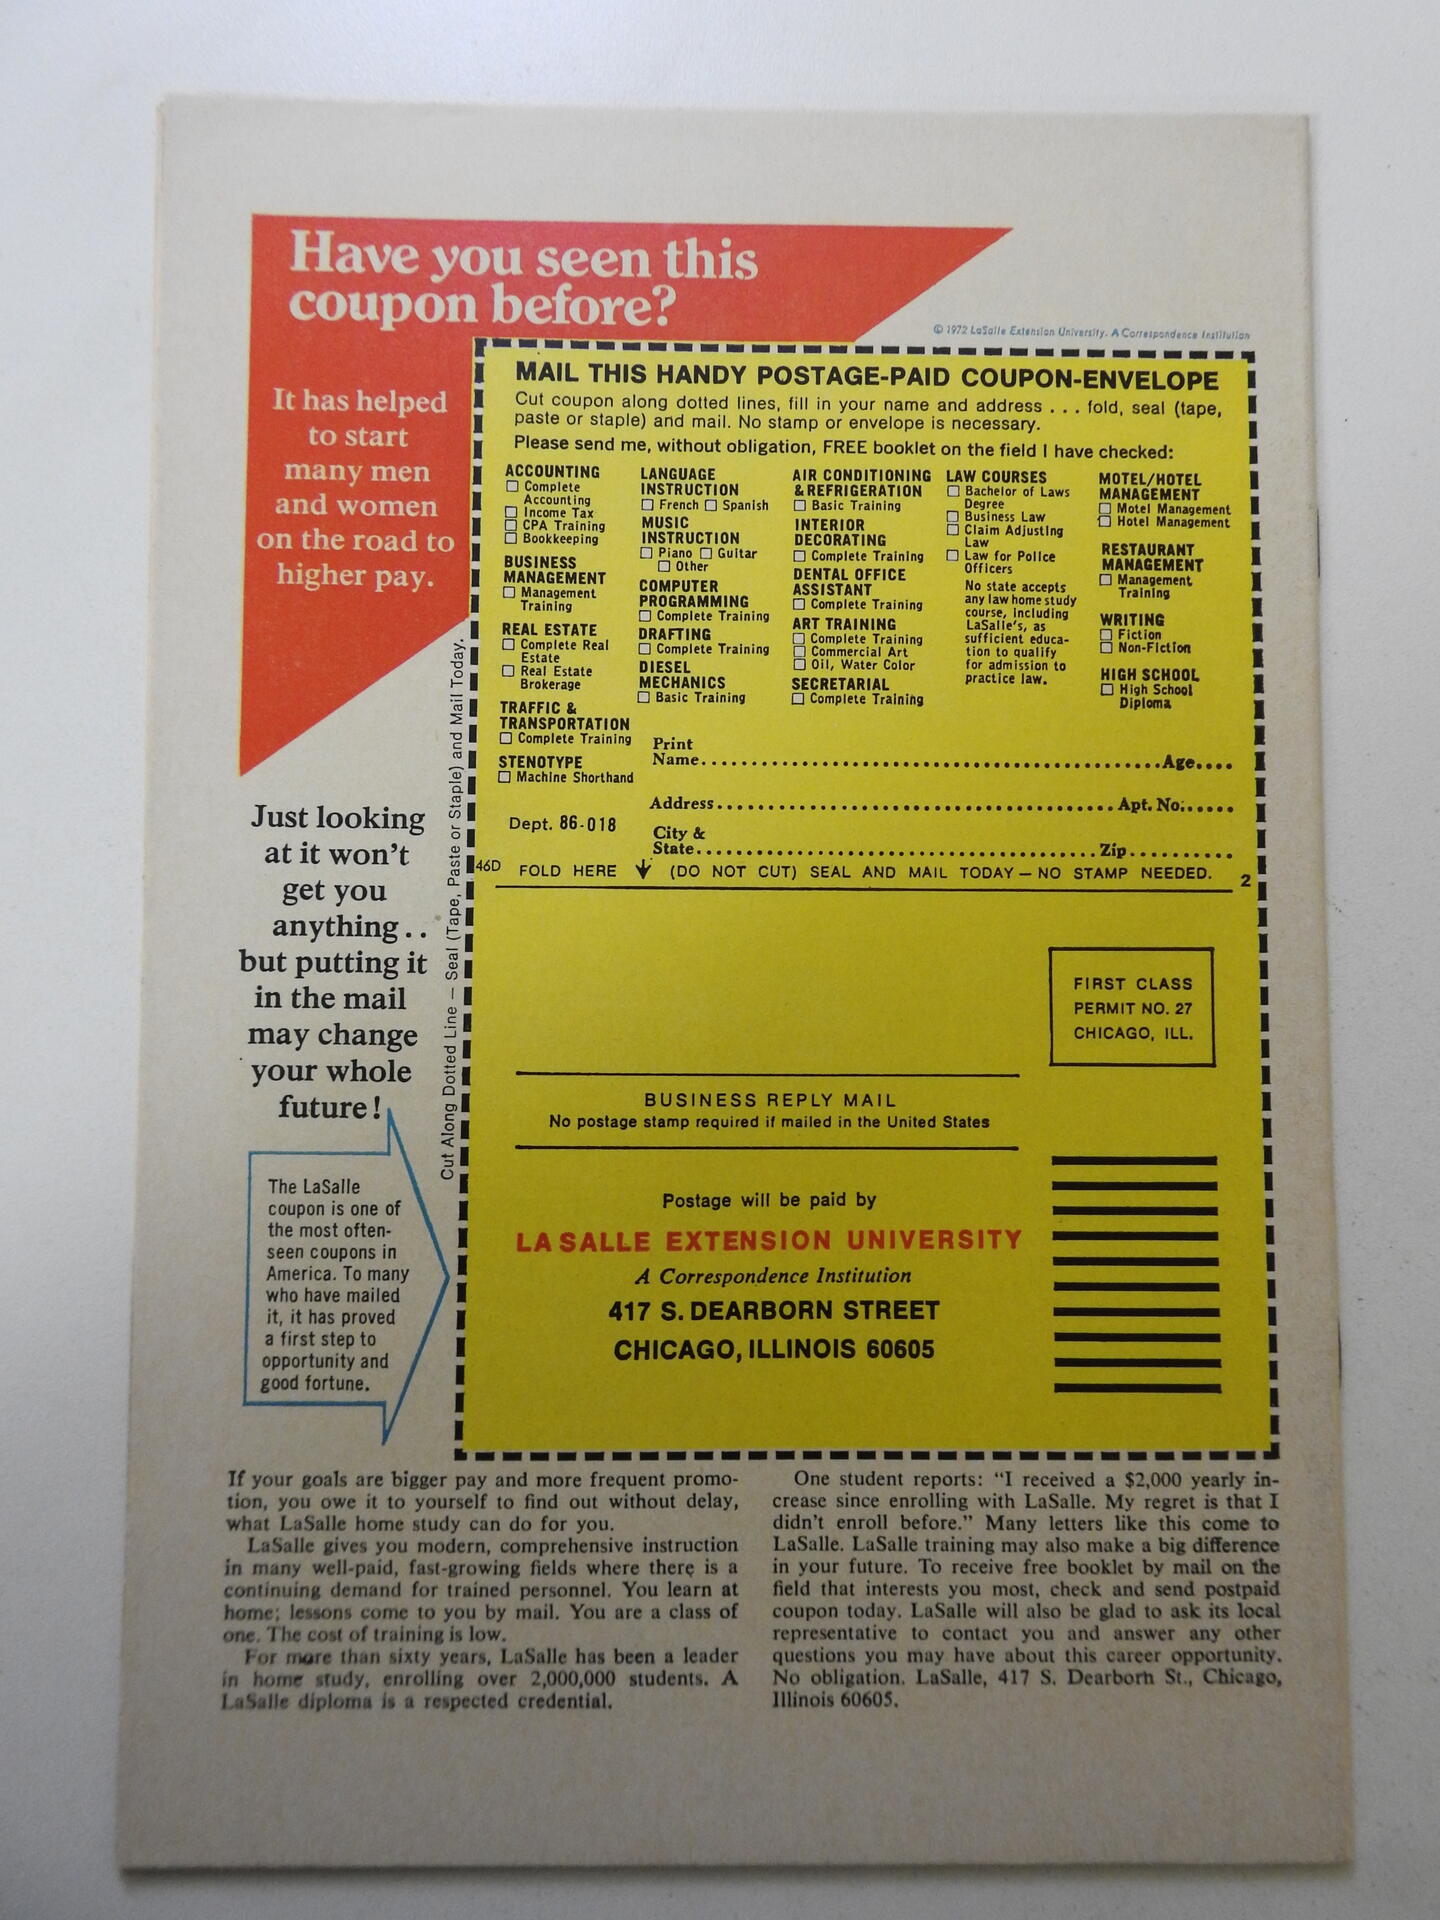 Have you seen this
coupon before?
It has helped
to start
many men
and women
on the road to
higher pay.
Just looking
at it won't
get you
anything..
but putting it
in the mail
may change
your whole
future!
The LaSalle
coupon is one of
the most often-
seen coupons in
America. To many
who have mailed
it, it has proved
a first step to
opportunity and
good fortune.
Cut Along Dotted Line — Seal (Tape, Paste or Staple) and Mail Today.
© 1972 LaSalle Extension University. A Correspondence Institution
MAIL THIS HANDY POSTAGE-PAID COUPON-ENVELOPE
Cut coupon along dotted lines, fill in your name and address . . . fold, seal (tape,
paste or staple) and mail. No stamp or envelope is necessary.
Please send me, without obligation, FREE booklet on the field I have checked:
ACCOUNTING
☐ Complete
Accounting
☐ Income Tax
☐ CPA Training
☐ Bookkeeping
BUSINESS
MANAGEMENT
☐ Management
Training
REAL ESTATE
☐ Complete Real
Estate
☐ Real Estate
Brokerage
TRAFFIC &
TRANSPORTATION
☐ Complete Training
STENOTYPE
☐ Machine Shorthand
LANGUAGE
INSTRUCTION
☐ French ☐ Spanish
MUSIC
INSTRUCTION
☐ Piano ☐ Guitar
☐ Other
COMPUTER
PROGRAMMING
☐ Complete Training
DRAFTING
☐ Complete Training
DIESEL
MECHANICS
☐ Basic Training
AIR CONDITIONING
& REFRIGERATION
☐ Basic Training
INTERIOR
DECORATING
☐ Complete Training
DENTAL OFFICE
ASSISTANT
☐ Complete Training
ART TRAINING
☐ Complete Training
☐ Commercial Art
☐ Oil, Water Color
SECRETARIAL
☐ Complete Training
LAW COURSES
☐ Bachelor of Laws
Degree
☐ Business Law
☐ Claim Adjusting
Law
☐ Law for Police
Officers
No state accepts
any law home study
course, including
LaSalle's, as
sufficient educa-
tion to qualify
for admission to
practice law.
MOTEL/HOTEL
MANAGEMENT
☐ Motel Management
☐ Hotel Management
RESTAURANT
MANAGEMENT
☐ Management
Training
WRITING
☐ Fiction
☐ Non-Fiction
HIGH SCHOOL
☐ High School
Diploma
Print
Name.......................................Age....
Address.......................................Apt. No......
Dept. 86-018
City &
State.......................................Zip..........
46D FOLD HERE ↓ (DO NOT CUT) SEAL AND MAIL TODAY — NO STAMP NEEDED. 2
FIRST CLASS
PERMIT NO. 27
CHICAGO, ILL.
BUSINESS REPLY MAIL
No postage stamp required if mailed in the United States
Postage will be paid by
LA SALLE EXTENSION UNIVERSITY
A Correspondence Institution
417 S. DEARBORN STREET
CHICAGO, ILLINOIS 60605
If your goals are bigger pay and more frequent promo-
tion, you owe it to yourself to find out without delay,
what LaSalle home study can do for you.
LaSalle gives you modern, comprehensive instruction
in many well-paid, fast-growing fields where there is a
continuing demand for trained personnel. You learn at
home; lessons come to you by mail. You are a class of
one. The cost of training is low.
For more than sixty years, LaSalle has been a leader
in home study, enrolling over 2,000,000 students. A
LaSalle diploma is a respected credential.
One student reports: "I received a $2,000 yearly in-
crease since enrolling with LaSalle. My regret is that I
didn't enroll before." Many letters like this come to
LaSalle. LaSalle training may also make a big difference
in your future. To receive free booklet by mail on the
field that interests you most, check and send postpaid
coupon today. LaSalle will also be glad to ask its local
representative to contact you and answer any other
questions you may have about this career opportunity.
No obligation. LaSalle, 417 S. Dearborn St., Chicago,
Illinois 60605.